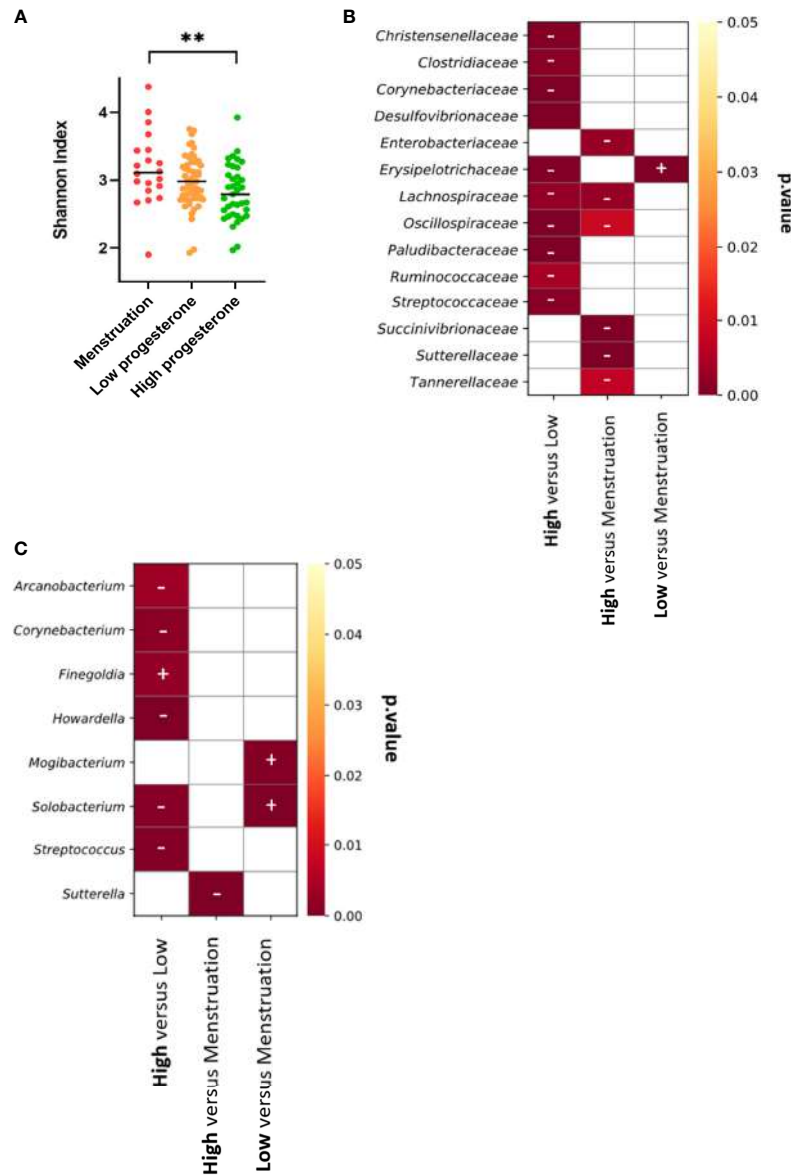 A
**
Shannon Index
4
3
2
Menstruation
Low progesterone
High progesterone
B
Christensenellaceae
Clostridiaceae
Corynebacteriaceae
Desulfovibrionaceae
Enterobacteriaceae
Erysipelotrichaceae
Lachnospiraceae
Oscillospiraceae
Paludibacteraceae
Ruminococcaceae
Streptococcaceae
Succinivibrionaceae
Sutterellaceae
Tannerellaceae
-
-
-
-
-
+
-
-
-
-
-
-
-
-
-
-
High versus Low
High versus Menstruation
Low versus Menstruation
0.05
0.04
0.03
0.02
0.01
0.00
p.value
C
Arcanobacterium
Corynebacterium
Finegoldia
Howardella
Mogibacterium
Solobacterium
Streptococcus
Sutterella
-
-
+
-
+
-
+
-
-
High versus Low
High versus Menstruation
Low versus Menstruation
0.05
0.04
0.03
0.02
0.01
0.00
p.value